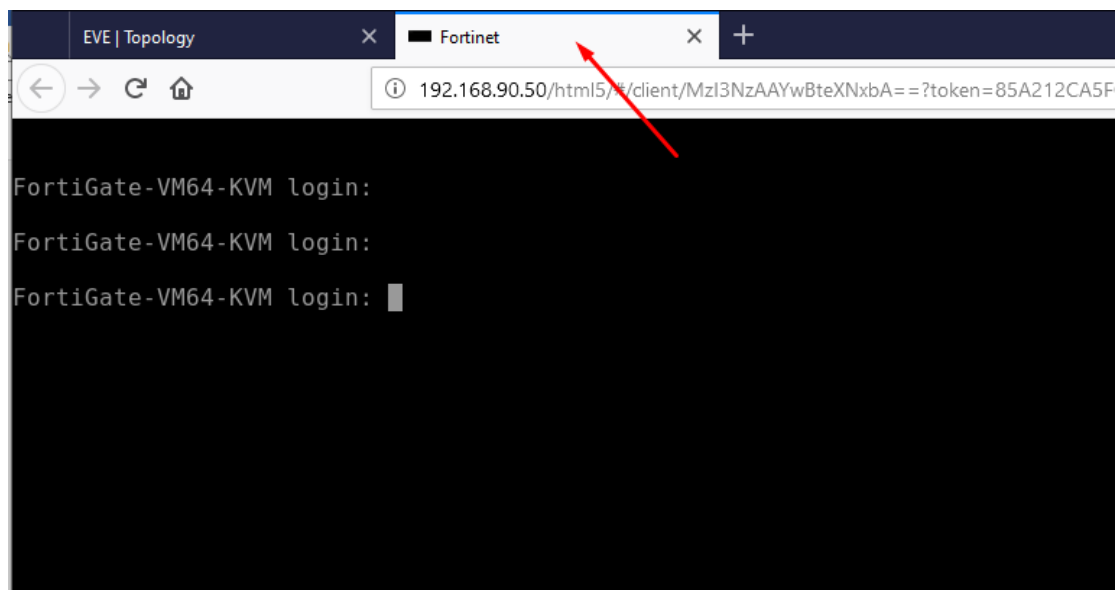 EVE | Topology
Fortinet
192.168.90.50/html5/#/client/MzI3NzAAYwBteXNxbA==?token=85A212CA5F
FortiGate-VM64-KVM login:
FortiGate-VM64-KVM login:
FortiGate-VM64-KVM login: